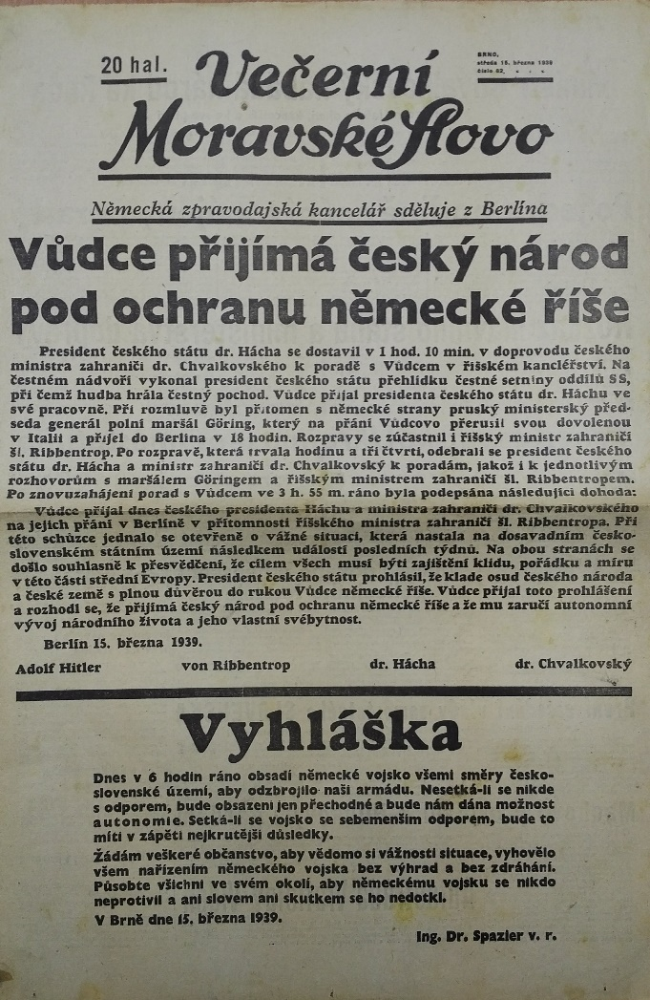 20 hal.
Večerní
Moravské Slovo
BRNO,
středa 15. března 1939
číslo 62.
Německá zpravodajská kancelář sděluje z Berlína
Vůdce přijímá český národ
pod ochranu německé říše
President českého státu dr. Hácha se dostavil v 1 hod. 10 min. v doprovodu českého
ministra zahraničí dr. Chvalkovského k poradě s Vůdcem v říšském kancléřství. Na
čestném nádvoří vykonal president českého státu přehlídku čestné setniny oddílů SS,
při čemž hudba hrála čestný pochod. Vůdce přijal presidenta českého státu dr. Háchu ve
své pracovně. Při rozmluvě byl přítomen s německé strany pruský ministerský před-
seda generál polní maršál Göring, který na přání Vůdcovo přerušil svou dovolenou
v Italii a přijel do Berlína v 18 hodin. Rozpravy se zúčastnil i říšský ministr zahraničí
šl. Ribbentrop. Po rozpravě, která trvala hodinu a tři čtvrti, odebrali se president českého
státu dr. Hácha a ministr zahraničí dr. Chvalkovský k poradám, jakož i k jednotlivým
rozhovorům s maršálem Göringem a říšským ministrem zahraničí šl. Ribbentropem.
Po znovuzahájení porad s Vůdcem ve 3 h. 55 m. ráno byla podepsána následující dohoda:
Vůdce přijal dnes českého presidenta Háchu a ministra zahraničí dr. Chvalkovského
na jejich přání v Berlíně v přítomnosti říšského ministra zahraničí šl. Ribbentropa. Při
této schůzce jednalo se otevřeně o vážné situaci, která nastala na dosavadním česko-
slovenském státním území následkem událostí posledních týdnů. Na obou stranách se
došlo souhlasně k přesvědčení, že cílem všech musí býti zajištění klidu, pořádku a míru
v této části střední Evropy. President českého státu prohlásil, že klade osud českého národa
a české země s plnou důvěrou do rukou Vůdce německé říše. Vůdce přijal toto prohlášení
a rozhodl se, že přijímá český národ pod ochranu německé říše a že mu zaručí autonomní
vývoj národního života a jeho vlastní svébytnost.
Berlín 15. března 1939.
Adolf Hitler von Ribbentrop dr. Hácha dr. Chvalkovský
Vyhláška
Dnes v 6 hodin ráno obsadí německé vojsko všemi směry česko-
slovenské území, aby odzbrojilo naši armádu. Nesetká-li se nikde
s odporem, bude obsazení jen přechodné a bude nám dána možnost
autonomie. Setká-li se vojsko se sebemenším odporem, bude to
míti v zápětí nejkrutější důsledky.
Žádám veškeré občanstvo, aby vědomo si vážnosti situace, vyhovělo
všem nařízením německého vojska bez výhrad a bez zdráhání.
Působte všichni ve svém okolí, aby německému vojsku se nikdo
neprotivil a ani slovem ani skutkem se ho nedotkl.
V Brně dne 15. března 1939.
Ing. Dr. Spazier v. r.